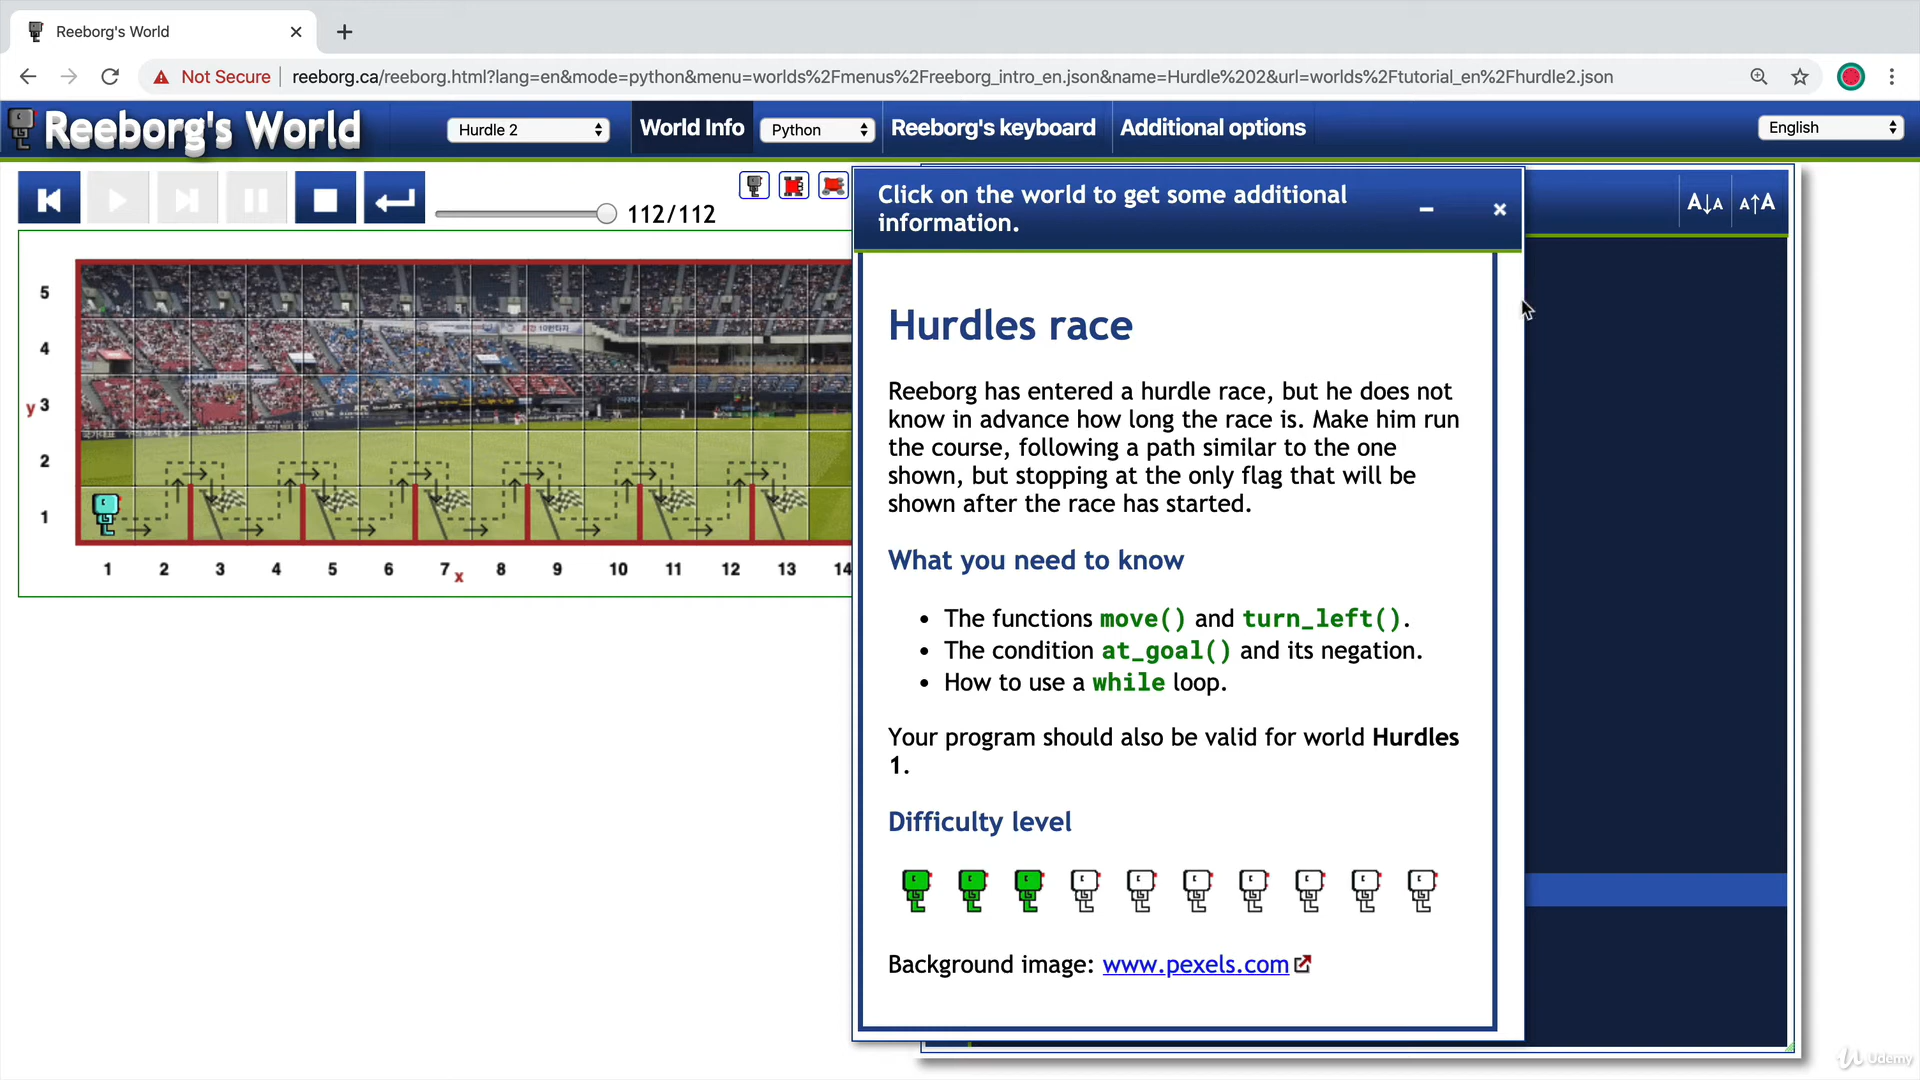 Reeborg's World
Not Secure
reeborg.ca/reeborg.html?lang=en&mode=python&menu=worlds%2Fmenus%2Freeborg_intro_en.json&name=Hurdle%202&url=worlds%2Ftutorial_en%2Fhurdle2.json
Reeborg's World
Hurdle 2
World Info
Python
Reeborg's keyboard
Additional options
English
112/112
Click on the world to get some additional
information.
A↓A
A↑A
Hurdles race
Reeborg has entered a hurdle race, but he does not
know in advance how long the race is. Make him run
the course, following a path similar to the one
shown, but stopping at the only flag that will be
shown after the race has started.
What you need to know
• The functions move() and turn_left().
• The condition at_goal() and its negation.
• How to use a while loop.
Your program should also be valid for world Hurdles
1.
Difficulty level
Background image: www.pexels.com
5
4
y 3
2
1
1 2 3 4 5 6 7 8 9 10 11 12 13 14
x
Udemy